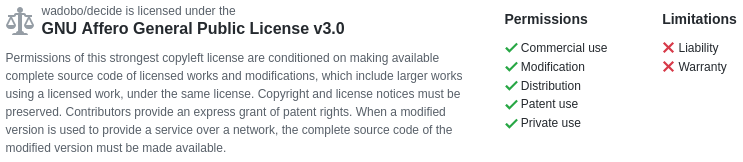 wadobo/decide is licensed under the
GNU Affero General Public License v3.0
Permissions of this strongest copyleft license are conditioned on making available
complete source code of licensed works and modifications, which include larger works
using a licensed work, under the same license. Copyright and license notices must be
preserved. Contributors provide an express grant of patent rights. When a modified
version is used to provide a service over a network, the complete source code of the
modified version must be made available.
Permissions
Commercial use
Modification
Distribution
Patent use
Private use
Limitations
Liability
Warranty